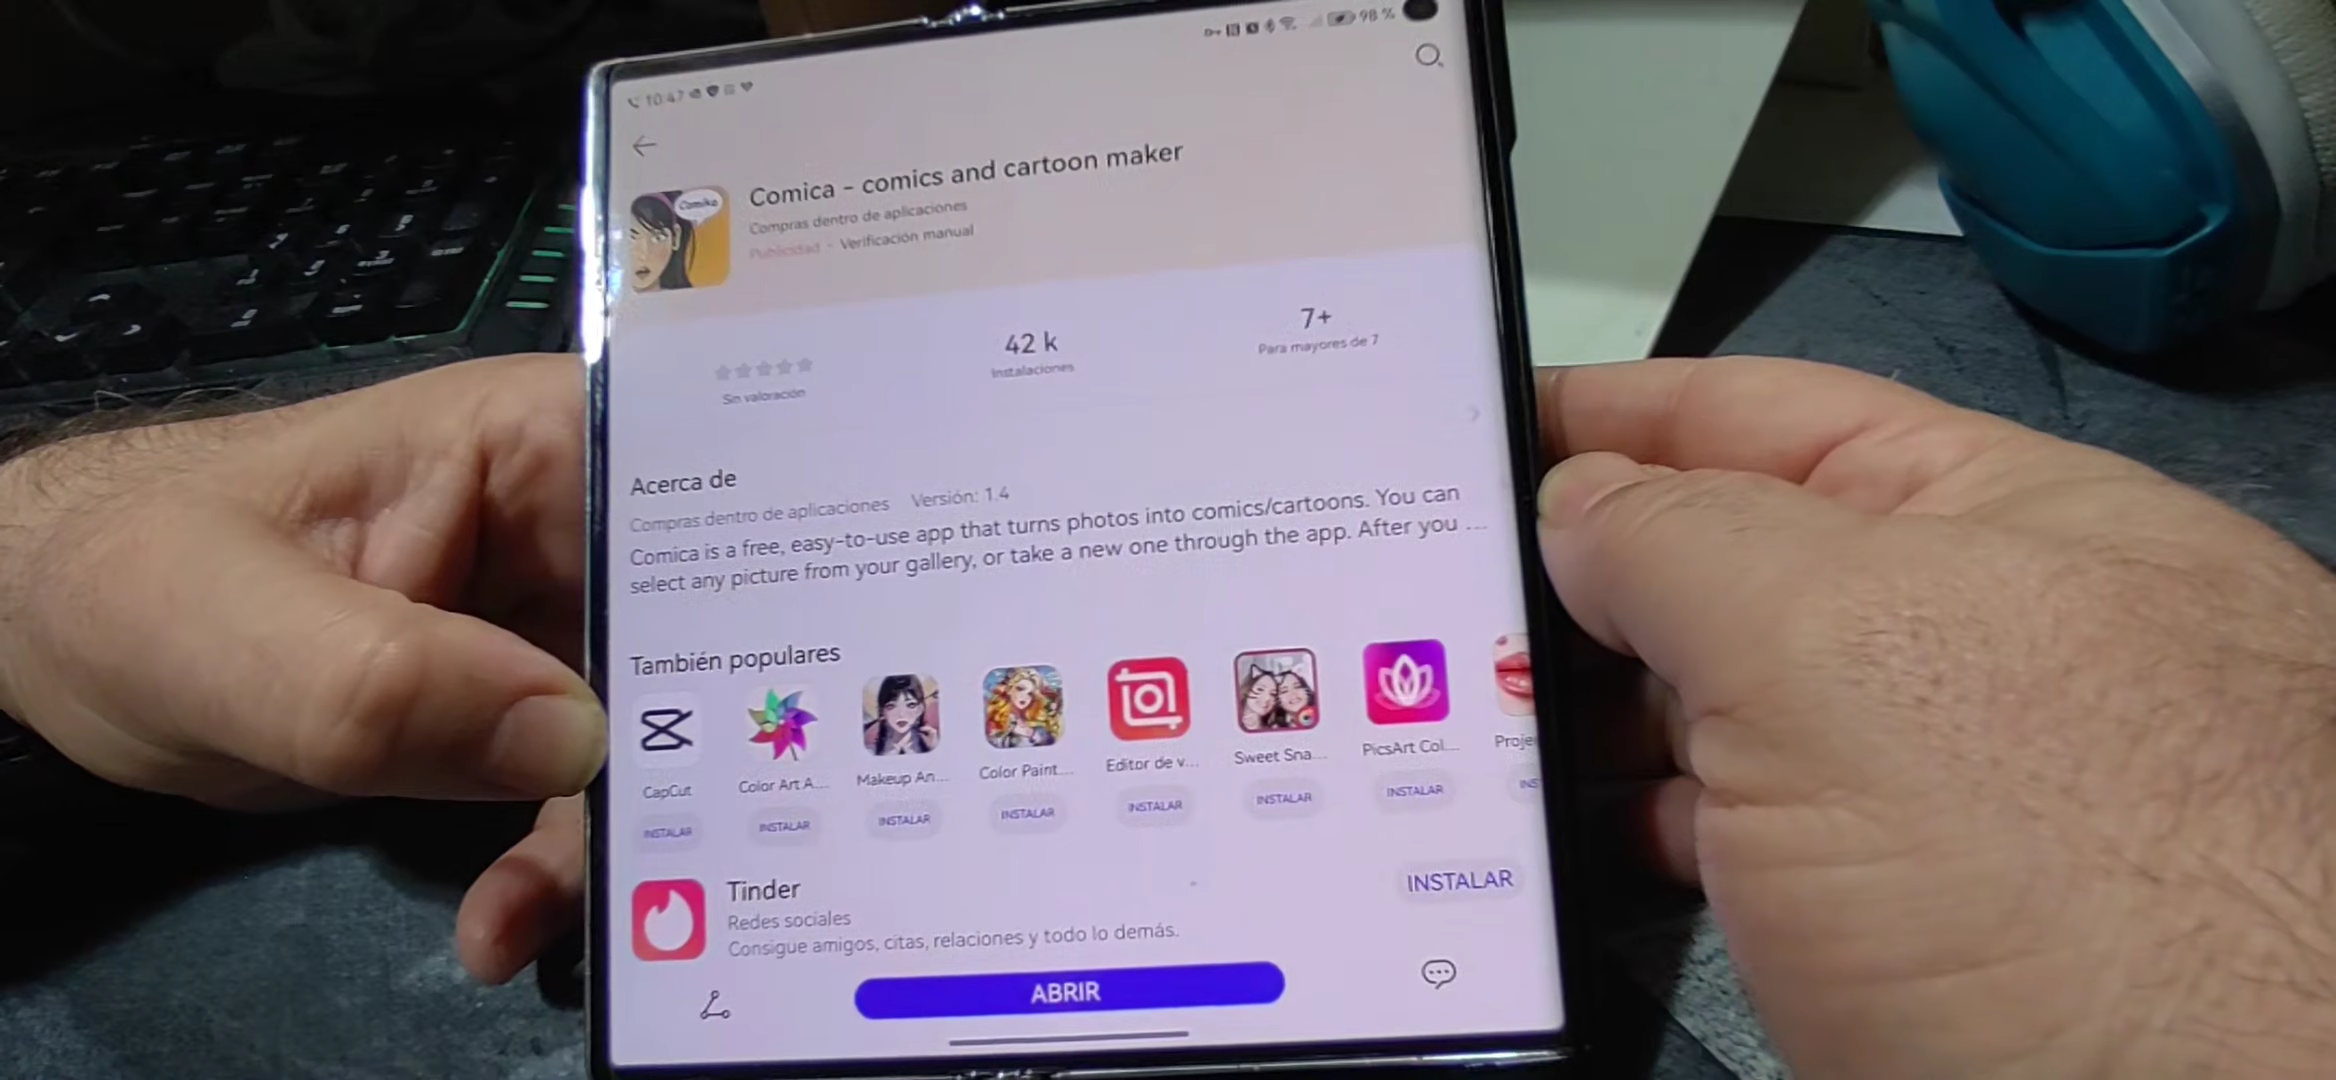 10:47
98 %
Comica - comics and cartoon maker
Comika
Compras dentro de aplicaciones
Publicidad - Verificación manual
Sin valoración
42 k
Instalaciones
7+
Para mayores de 7
Acerca de
Compras dentro de aplicaciones Versión: 1.4
Comica is a free, easy-to-use app that turns photos into comics/cartoons. You can
select any picture from your gallery, or take a new one through the app. After you ...
También populares
CapCut
Color Art A...
Makeup An...
Color Paint...
Editor de v...
Sweet Sna...
PicsArt Col...
Proje
INSTALAR
INSTALAR
INSTALAR
INSTALAR
INSTALAR
INSTALAR
INSTALAR
INS
Tinder
Redes sociales
Consigue amigos, citas, relaciones y todo lo demás.
INSTALAR
ABRIR